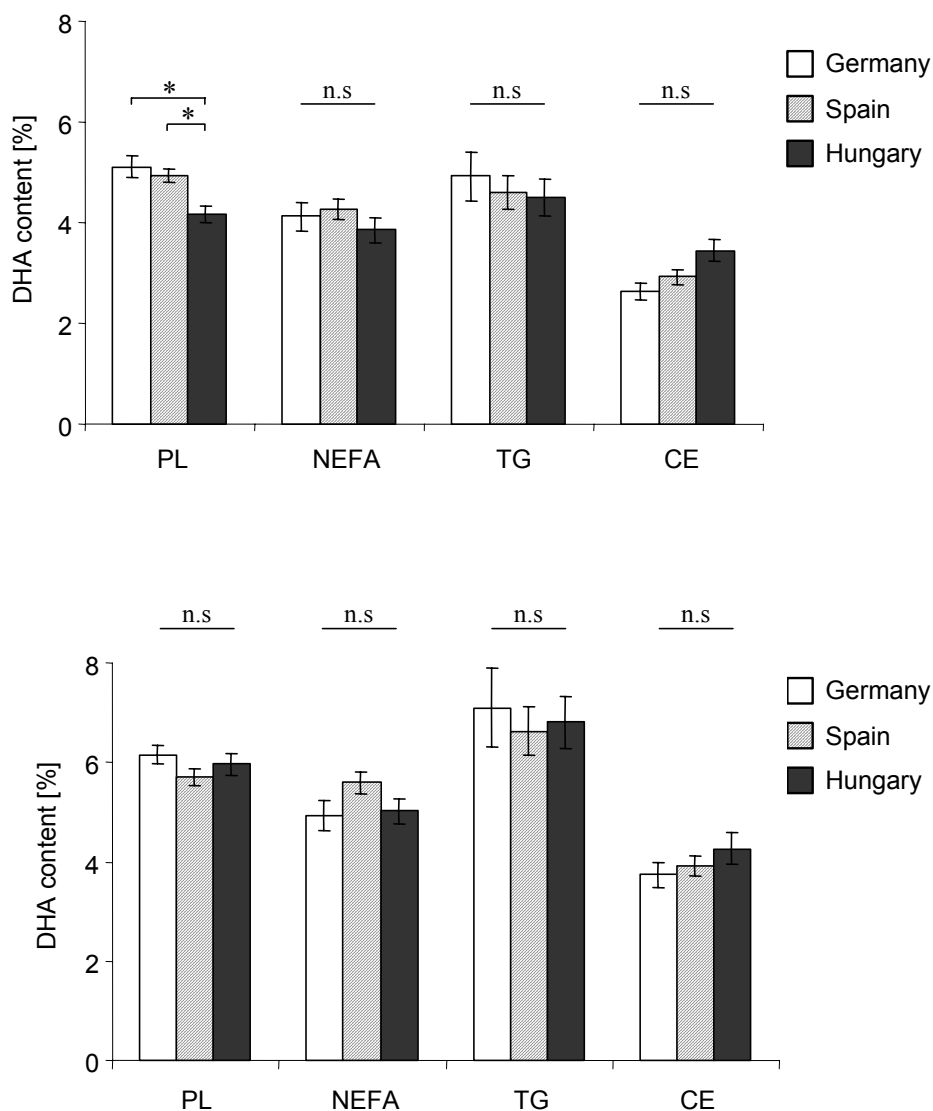 8
Germany
n.s
n.s
n.s
*
Spain
6
*
Hungary
DHA content [%]
4
2
0
PL
NEFA
TG
CE
n.s
n.s
n.s
n.s
8
Germany
Spain
6
Hungary
DHA content [%]
4
2
0
PL
NEFA
TG
CE